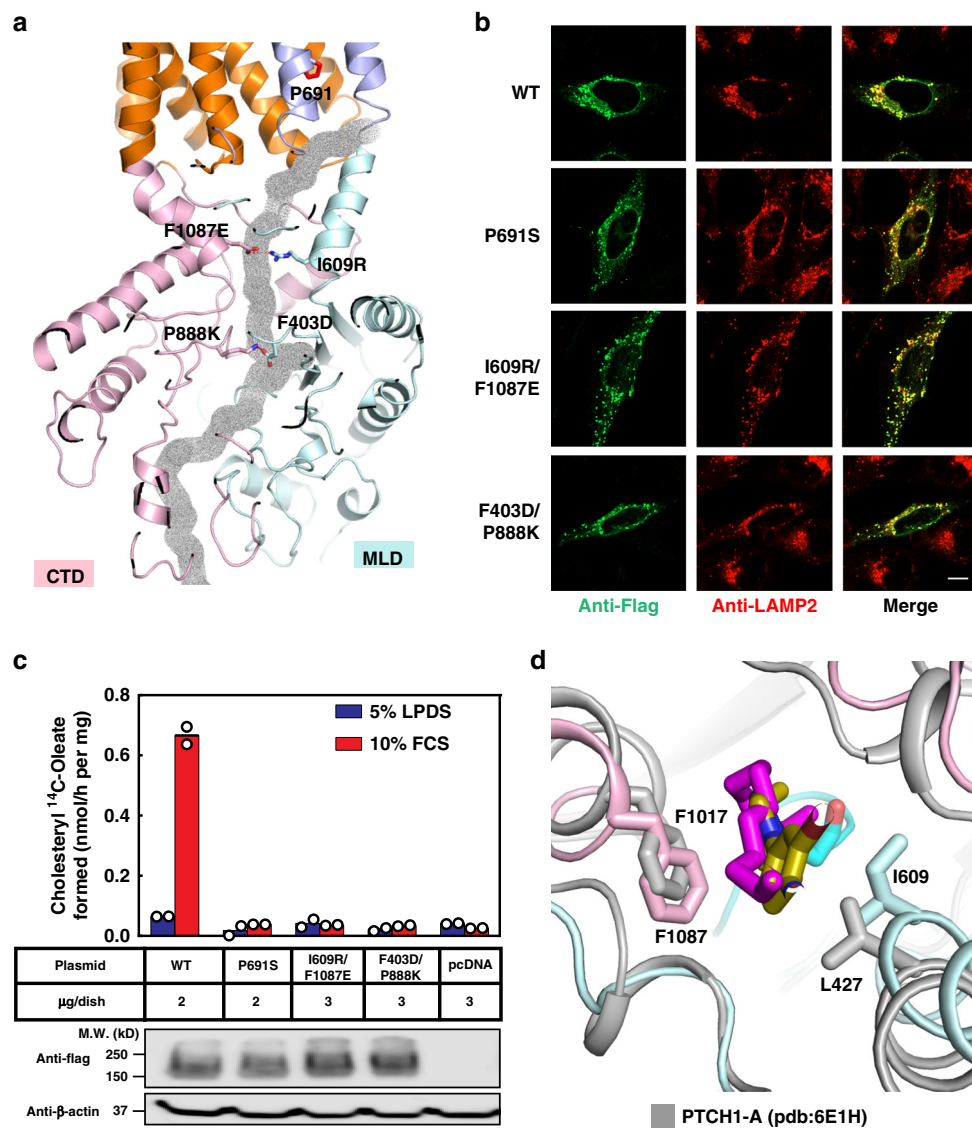 a
P691
F1087E
I609R
P888K
F403D
CTD
MLD
b
WT
P691S
I609R/
F1087E
F403D/
P888K
Anti-Flag
Anti-LAMP2
Merge
c
Cholesteryl ¹⁴C-Oleate
formed (nmol/h per mg)
0.8
0.6
0.4
0.2
0.0
5% LPDS
10% FCS
Plasmid WT P691S I609R/F1087E F403D/P888K pcDNA
μg/dish 2 2 3 3 3
M.W. (kD)
Anti-flag 250
150
Anti-β-actin 37
d
F1017
I609
F1087
L427
PTCH1-A (pdb:6E1H)